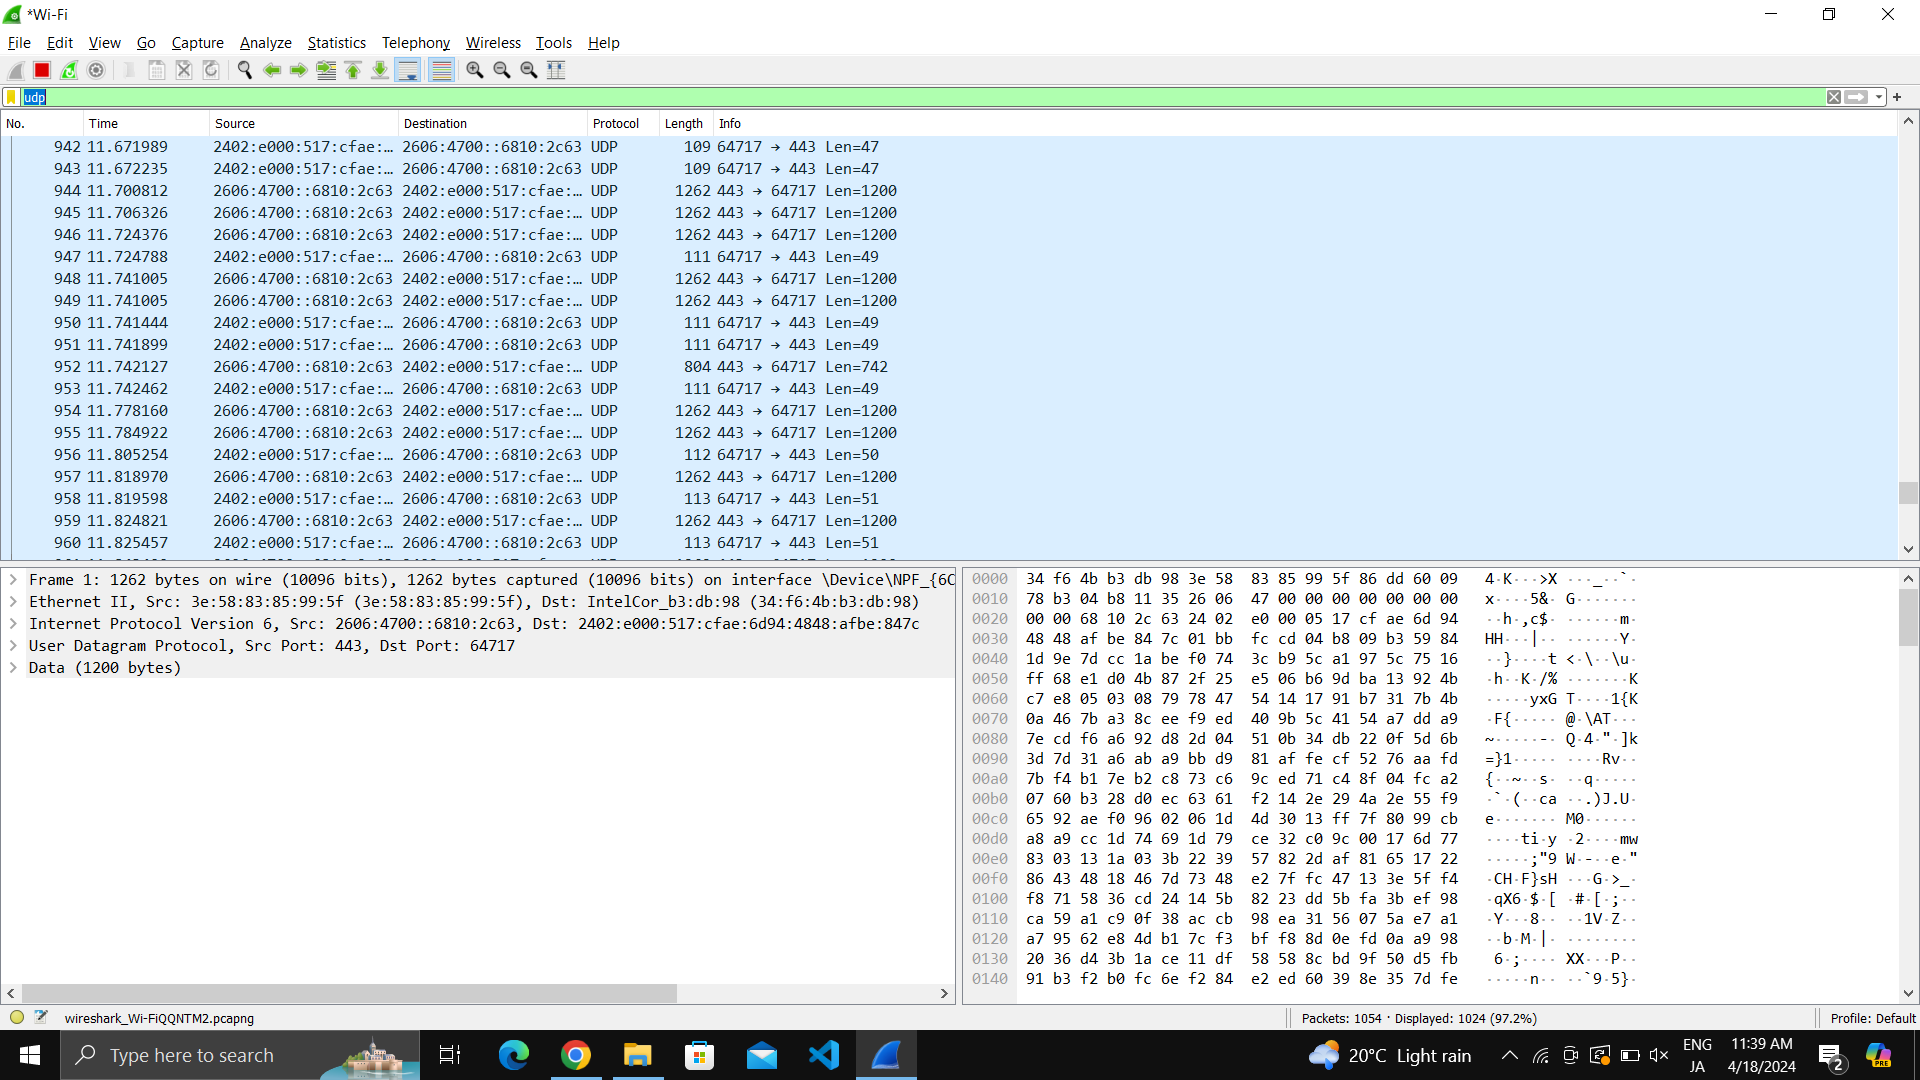 *Wi-Fi
File Edit View Go Capture Analyze Statistics Telephony Wireless Tools Help
udp
No. Time Source Destination Protocol Length Info
942 11.671989 2402:e000:517:cfae:… 2606:4700::6810:2c63 UDP 109 64717 → 443 Len=47
943 11.672235 2402:e000:517:cfae:… 2606:4700::6810:2c63 UDP 109 64717 → 443 Len=47
944 11.700812 2606:4700::6810:2c63 2402:e000:517:cfae:… UDP 1262 443 → 64717 Len=1200
945 11.706326 2606:4700::6810:2c63 2402:e000:517:cfae:… UDP 1262 443 → 64717 Len=1200
946 11.724376 2606:4700::6810:2c63 2402:e000:517:cfae:… UDP 1262 443 → 64717 Len=1200
947 11.724788 2402:e000:517:cfae:… 2606:4700::6810:2c63 UDP 111 64717 → 443 Len=49
948 11.741005 2606:4700::6810:2c63 2402:e000:517:cfae:… UDP 1262 443 → 64717 Len=1200
949 11.741005 2606:4700::6810:2c63 2402:e000:517:cfae:… UDP 1262 443 → 64717 Len=1200
950 11.741444 2402:e000:517:cfae:… 2606:4700::6810:2c63 UDP 111 64717 → 443 Len=49
951 11.741899 2402:e000:517:cfae:… 2606:4700::6810:2c63 UDP 111 64717 → 443 Len=49
952 11.742127 2606:4700::6810:2c63 2402:e000:517:cfae:… UDP 804 443 → 64717 Len=742
953 11.742462 2402:e000:517:cfae:… 2606:4700::6810:2c63 UDP 111 64717 → 443 Len=49
954 11.778160 2606:4700::6810:2c63 2402:e000:517:cfae:… UDP 1262 443 → 64717 Len=1200
955 11.784922 2606:4700::6810:2c63 2402:e000:517:cfae:… UDP 1262 443 → 64717 Len=1200
956 11.805254 2402:e000:517:cfae:… 2606:4700::6810:2c63 UDP 112 64717 → 443 Len=50
957 11.818970 2606:4700::6810:2c63 2402:e000:517:cfae:… UDP 1262 443 → 64717 Len=1200
958 11.819598 2402:e000:517:cfae:… 2606:4700::6810:2c63 UDP 113 64717 → 443 Len=51
959 11.824821 2606:4700::6810:2c63 2402:e000:517:cfae:… UDP 1262 443 → 64717 Len=1200
960 11.825457 2402:e000:517:cfae:… 2606:4700::6810:2c63 UDP 113 64717 → 443 Len=51
Frame 1: 1262 bytes on wire (10096 bits), 1262 bytes captured (10096 bits) on interface \Device\NPF_{6C
Ethernet II, Src: 3e:58:83:85:99:5f (3e:58:83:85:99:5f), Dst: IntelCor_b3:db:98 (34:f6:4b:b3:db:98)
Internet Protocol Version 6, Src: 2606:4700::6810:2c63, Dst: 2402:e000:517:cfae:6d94:4848:afbe:847c
User Datagram Protocol, Src Port: 443, Dst Port: 64717
Data (1200 bytes)
0000 34 f6 4b b3 db 98 3e 58 83 85 99 5f 86 dd 60 09 4·K···>X ···_··`·
0010 78 b3 04 b8 11 35 26 06 47 00 00 00 00 00 00 00 x····5&· G·······
0020 00 00 68 10 2c 63 24 02 e0 00 05 17 cf ae 6d 94 ··h·,c$· ······m·
0030 48 48 af be 84 7c 01 bb fc cd 04 b8 09 b3 59 84 HH···|·· ······Y·
0040 1d 9e 7d cc 1a be f0 74 3c b9 5c a1 97 5c 75 16 ··}····t <·\··\u·
0050 ff 68 e1 d0 4b 87 2f 25 e5 06 b6 9d ba 13 92 4b ·h··K·/% ·······K
0060 c7 e8 05 03 08 79 78 47 54 14 17 91 b7 31 7b 4b ·····yxG T····1{K
0070 0a 46 7b a3 8c ee f9 ed 40 9b 5c 41 54 a7 dd a9 ·F{····· @·\AT···
0080 7e cd f6 a6 92 d8 2d 04 51 0b 34 db 22 0f 5d 6b ~·····-· Q·4·"·]k
0090 3d 7d 31 a6 ab a9 bb d9 81 af fe cf 52 76 aa fd =}1····· ····Rv··
00a0 7b f4 b1 7e b2 c8 73 c6 9c ed 71 c4 8f 04 fc a2 {··~··s· ··q·····
00b0 07 60 b3 28 d0 ec 63 61 f2 14 2e 29 4a 2e 55 f9 ·`·(··ca ··.)J.U·
00c0 65 92 ae f0 96 02 06 1d 4d 30 13 ff 7f 80 99 cb e······· M0······
00d0 a8 a9 cc 1d 74 69 1d 79 ce 32 c0 9c 00 16 6d 77 ····ti·y ·2····mw
00e0 83 03 13 1a 03 3b 22 39 57 82 2d af 81 65 17 22 ·····;"9 W·-··e·"
00f0 86 43 48 18 46 7d 73 48 e2 7f fc 47 13 3e 5f f4 ·CH·F}sH ···G·>_·
0100 f8 71 58 36 cd 24 14 5b 82 23 dd 5b fa 3b ef 98 ·qX6·$·[ ·#·[·;··
0110 ca 59 a1 c9 0f 38 ac cb 98 ea 31 56 07 5a e7 a1 ·Y···8·· ··1V·Z··
0120 a7 95 62 e8 4d b1 7c f3 bf f8 8d 0e fd 0a a9 98 ··b·M·|· ········
0130 20 36 d4 3b 1a ce 11 df 58 58 8c bd 9f 50 d5 fb 6·;···· XX···P··
0140 91 b3 f2 b0 fc 6e f2 84 e2 ed 60 39 8e 35 7d fe ·····n·· ··`9·5}·
wireshark_Wi-FiQQNTM2.pcapng Packets: 1054 · Displayed: 1024 (97.2%) Profile: Default
Type here to search 20°C Light rain ENG JA 11:39 AM 4/18/2024 2 PRE